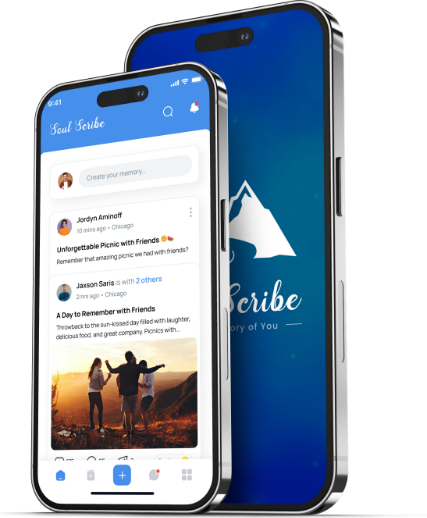 9:41
Soul Scribe
Create your memory...
Jordyn Aminoff
10 mins ago • Chicago
Unforgettable Picnic with Friends 😋🍉
Remember that amazing picnic we had with friends?
Jaxson Saris is with 2 others
2 hrs ago • Chicago
A Day to Remember with Friends
Throwback to the sun-kissed day filled with laughter,
delicious food, and great company. Picnics with...
Scribe
ory of You